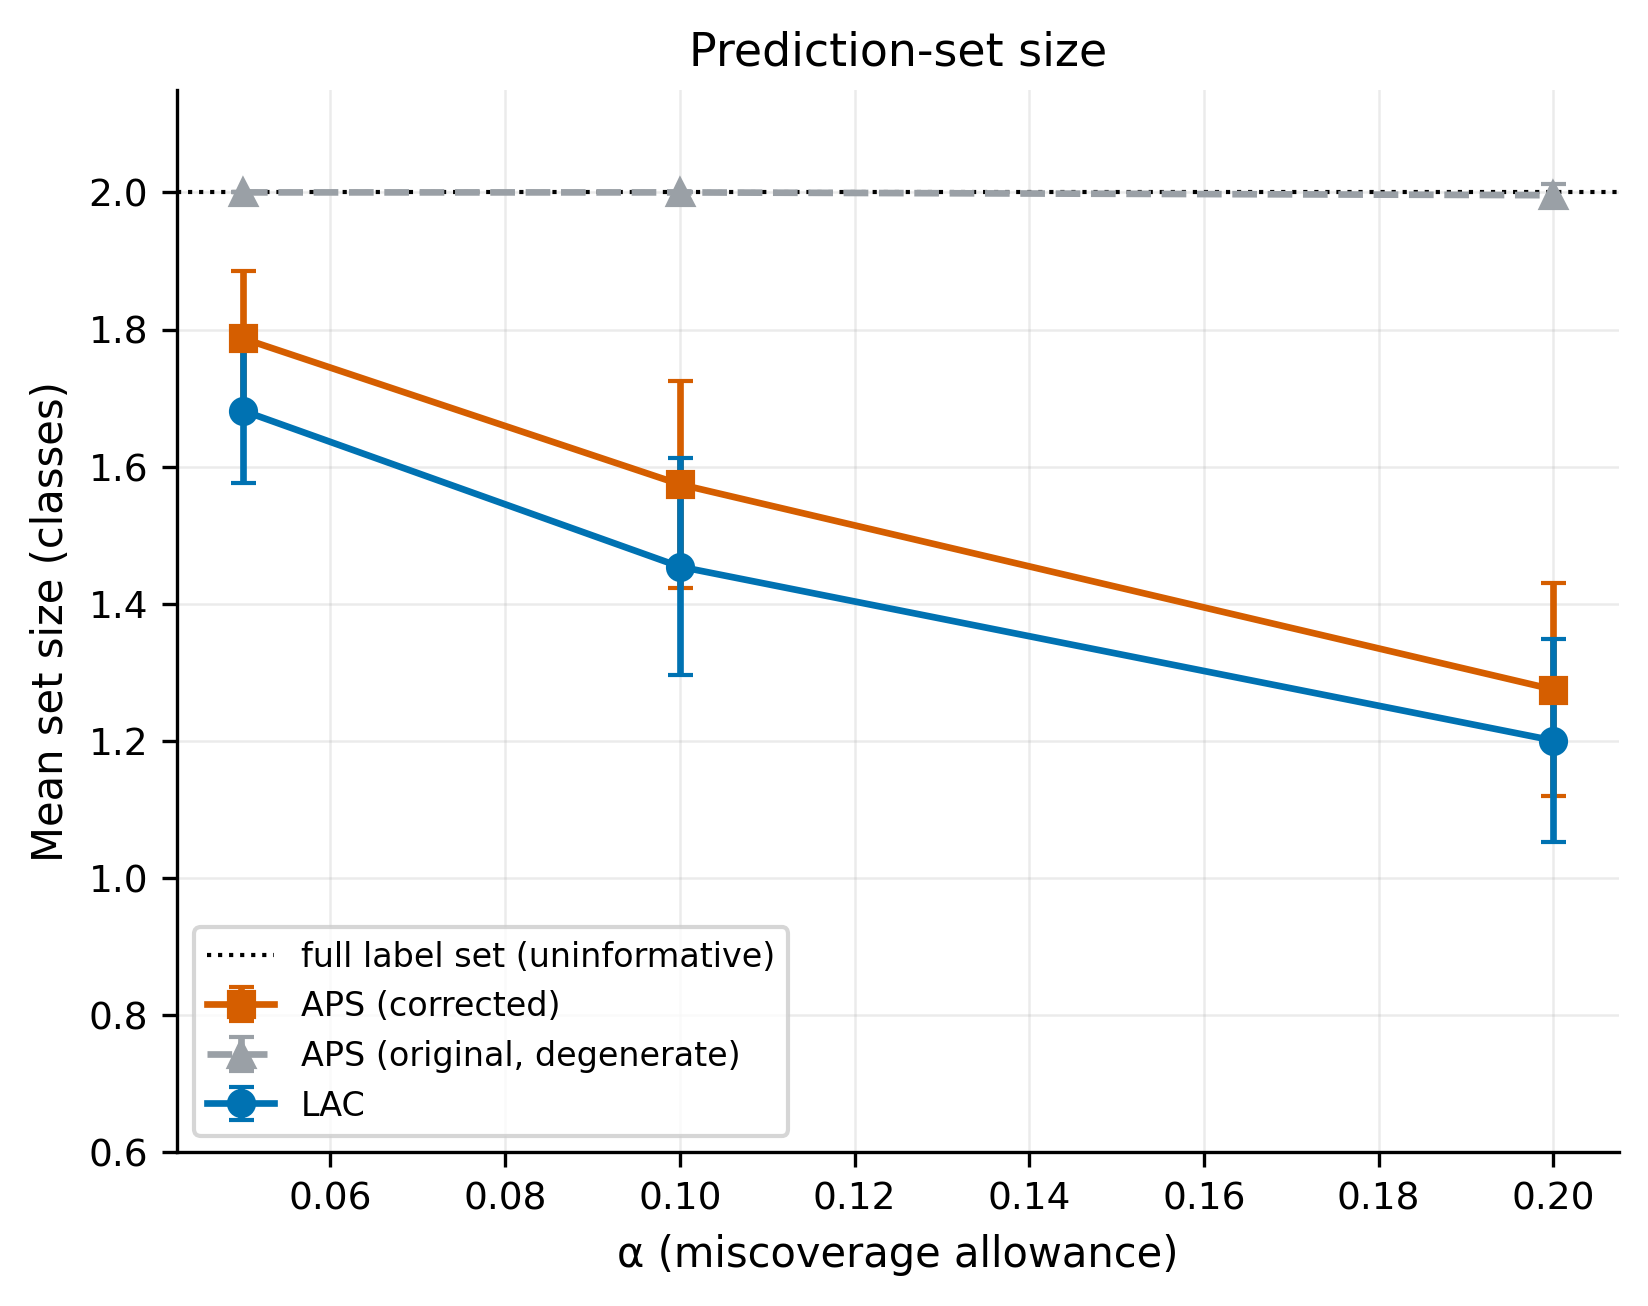 Prediction-set size
Mean set size (classes)
2.0
1.8
1.6
1.4
1.2
1.0
0.8
0.6
full label set (uninformative)
APS (corrected)
APS (original, degenerate)
LAC
0.06 0.08 0.10 0.12 0.14 0.16 0.18 0.20
α (miscoverage allowance)